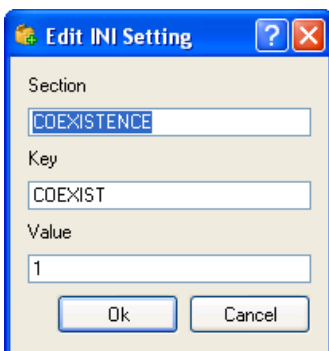 Edit INI Setting
Section
COEXISTENCE
Key
COEXIST
Value
1
Ok Cancel